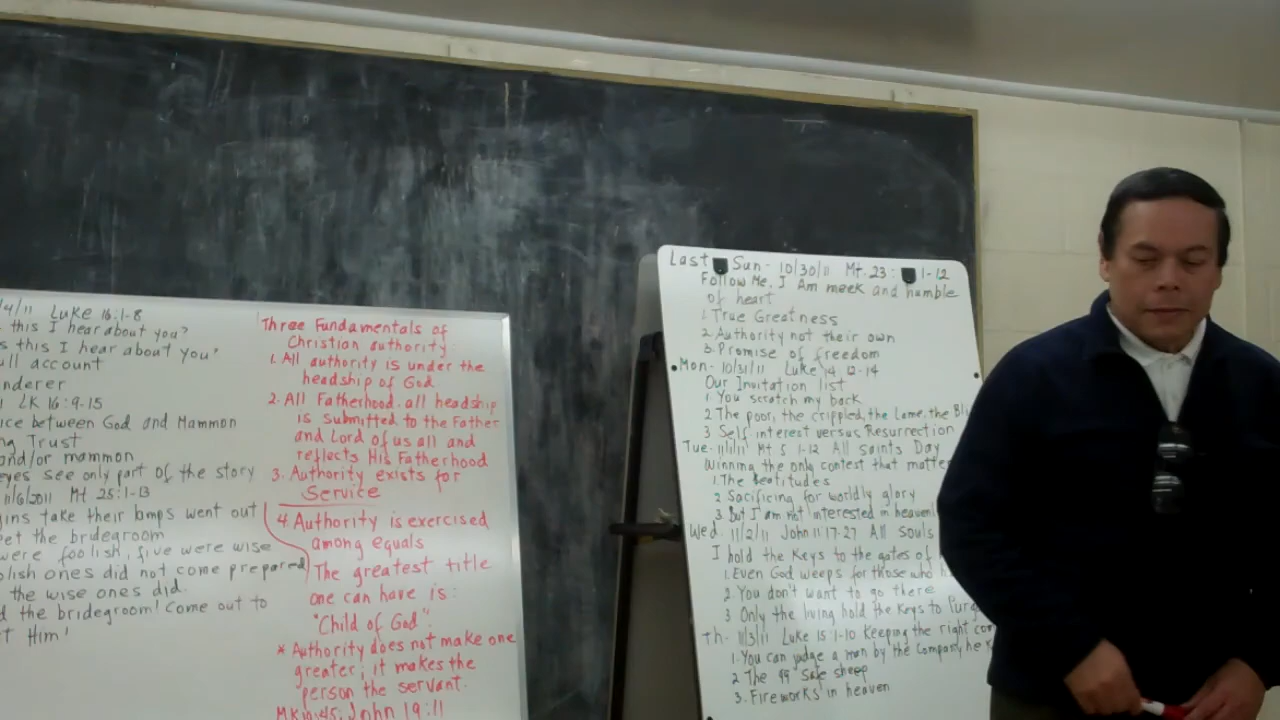 /4/11 Luke 16:1-8
this I hear about you?
s this I hear about you?
ull account
nderer
LK 16:9-15
ice between God and Mammon
ng Trust
and/or mammon
eyes see only part of the story
11/6/2011 Mt 25:1-13
gins take their lamps went out
eet the bridegroom
were foolish, five were wise
olish ones did not come prepared
the wise ones did.
d the bridegroom! Come out to
t Him!
Three Fundamentals of
Christian authority:
1. All authority is under the
headship of God
2. All Fatherhood, all headship
is submitted to the Father
and Lord of us all and
reflects His Fatherhood
3. Authority exists for
Service
4. Authority is exercised
among equals
The greatest title
one can have is:
"Child of God".
* Authority does not make one
greater; it makes the
person the servant.
MK 10:45; John 19:11
Last Sun- 10/30/11 Mt. 23: 1-12
Follow Me, I Am meek and humble
of heart
1. True Greatness
2. Authority not their own
3. Promise of freedom
Mon- 10/31/11 Luke 14 12-14
Our Invitation list
1. You scratch my back
2 The poor, the crippled, the Lame, the Bli
3 Self interest versus Resurrection
Tue- 11/1/11 Mt 5 1-12 All Saints Day
Winning the only contest that matter
1. The Beatitudes
2 Sacrificing for worldly glory
3. But I am not interested in heavenl
Wed 11/2/11 John 11:17-27 All Souls
I hold the Keys to the gates of
1. Even God weeps for those who
2. You don't want to go there
3 Only the living hold the Keys to Purg
Th- 11/3/11 Luke 15 1-10 Keeping the right com
1. You can judge a man by the Company he
2 The 99 safe sheep
3. Fireworks in heaven